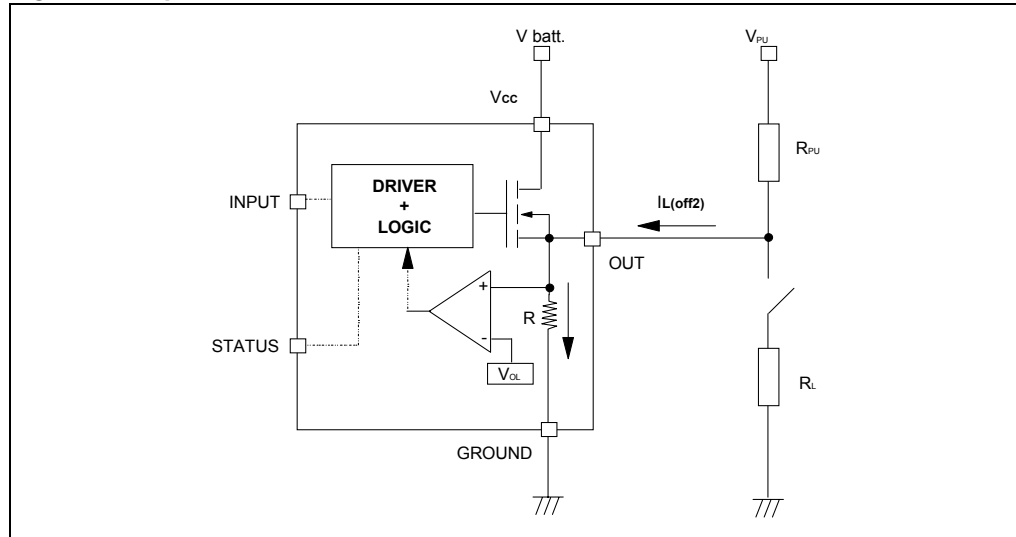 V batt.
VPU
Vcc
RPU
DRIVER
+
LOGIC
INPUT
IL(off2)
OUT
+
R
-
VOL
STATUS
RL
GROUND